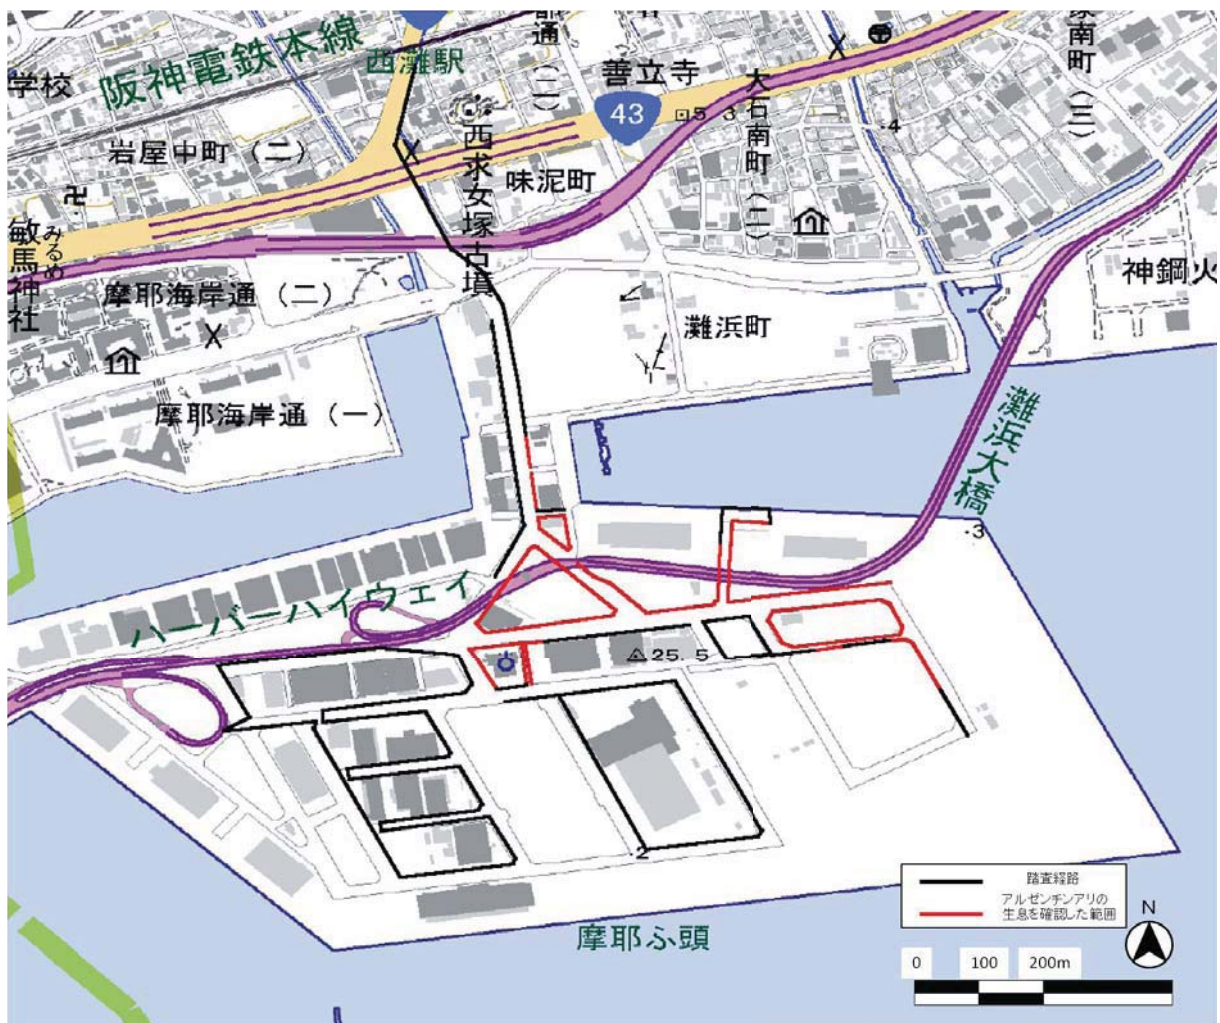 都通(二)
学校
阪神電鉄本線
西灘駅
善立寺
大石南町(二)
南町(三)
43
5 3
・4
岩屋中町(二)
西求女塚古墳
味泥町
敏馬神社
みるめ
摩耶海岸通(二)
灘浜町
神鋼火
摩耶海岸通(一)
灘浜大橋
・3
ハーバーハイウェイ
25.5
・2
摩耶ふ頭
踏査経路
アルゼンチンアリの
生息を確認した範囲
N
0 100 200m